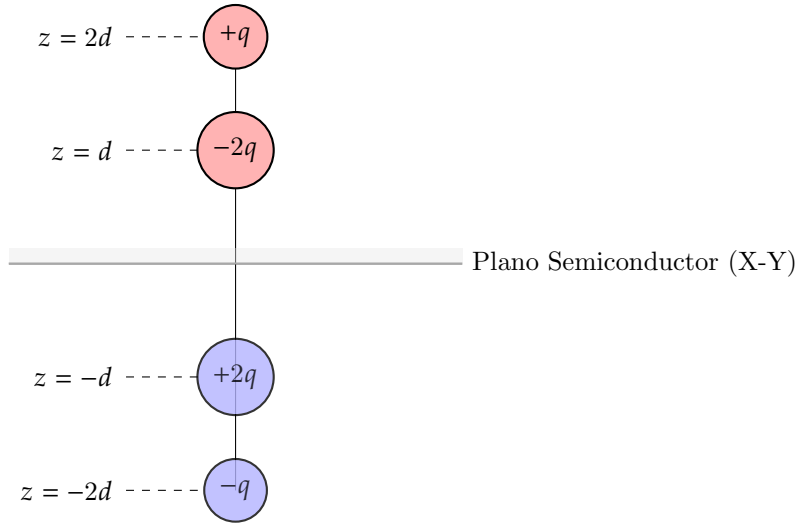 z = 2d
+q
z = d
−2q
Plano Semiconductor (X-Y)
z = −d
+2q
z = −2d
−q